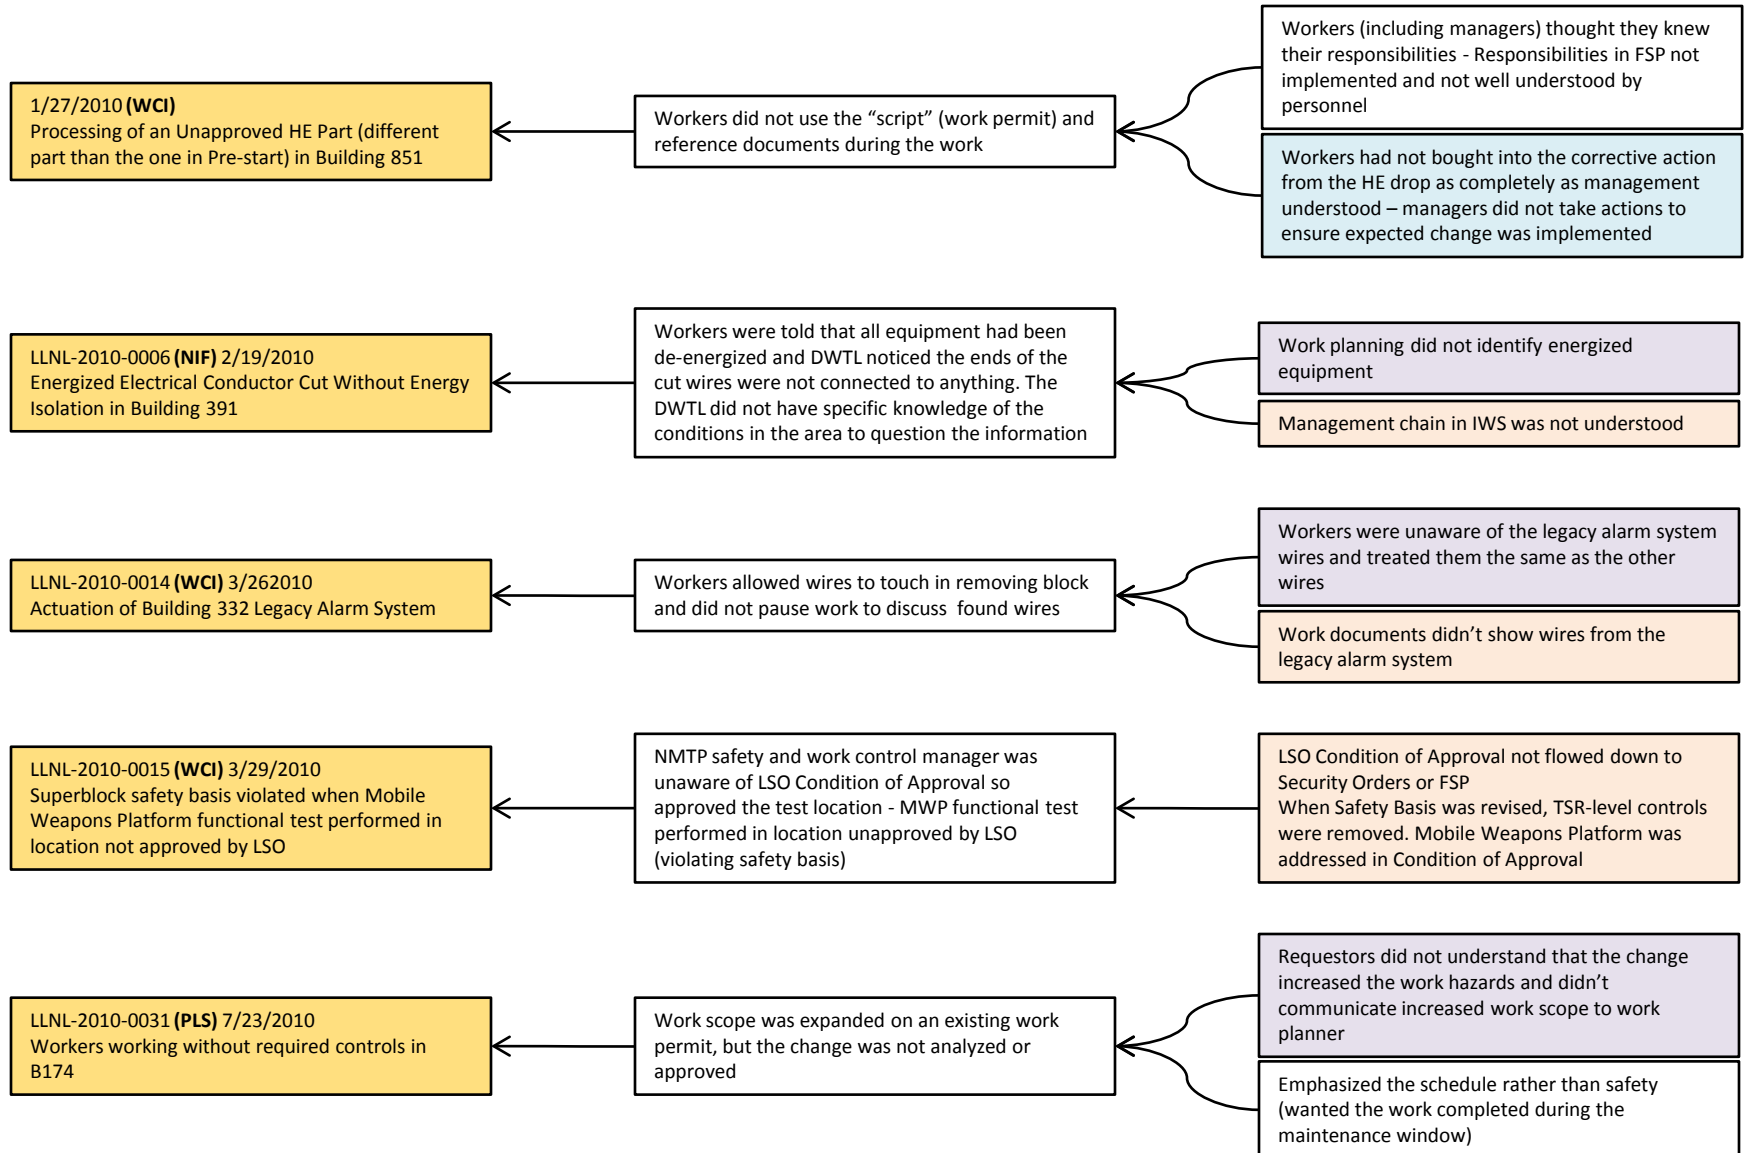 1/27/2010 (WCI)
Processing of an Unapproved HE Part (different
part than the one in Pre-start) in Building 851
Workers did not use the “script” (work permit) and
reference documents during the work
Workers (including managers) thought they knew
their responsibilities - Responsibilities in FSP not
implemented and not well understood by
personnel
Workers had not bought into the corrective action
from the HE drop as completely as management
understood – managers did not take actions to
ensure expected change was implemented
LLNL-2010-0006 (NIF) 2/19/2010
Energized Electrical Conductor Cut Without Energy
Isolation in Building 391
Workers were told that all equipment had been
de-energized and DWTL noticed the ends of the
cut wires were not connected to anything. The
DWTL did not have specific knowledge of the
conditions in the area to question the information
Work planning did not identify energized
equipment
Management chain in IWS was not understood
LLNL-2010-0014 (WCI) 3/262010
Actuation of Building 332 Legacy Alarm System
Workers allowed wires to touch in removing block
and did not pause work to discuss found wires
Workers were unaware of the legacy alarm system
wires and treated them the same as the other
wires
Work documents didn’t show wires from the
legacy alarm system
LLNL-2010-0015 (WCI) 3/29/2010
Superblock safety basis violated when Mobile
Weapons Platform functional test performed in
location not approved by LSO
NMTP safety and work control manager was
unaware of LSO Condition of Approval so
approved the test location - MWP functional test
performed in location unapproved by LSO
(violating safety basis)
LSO Condition of Approval not flowed down to
Security Orders or FSP
When Safety Basis was revised, TSR-level controls
were removed. Mobile Weapons Platform was
addressed in Condition of Approval
LLNL-2010-0031 (PLS) 7/23/2010
Workers working without required controls in
B174
Work scope was expanded on an existing work
permit, but the change was not analyzed or
approved
Requestors did not understand that the change
increased the work hazards and didn’t
communicate increased work scope to work
planner
Emphasized the schedule rather than safety
(wanted the work completed during the
maintenance window)